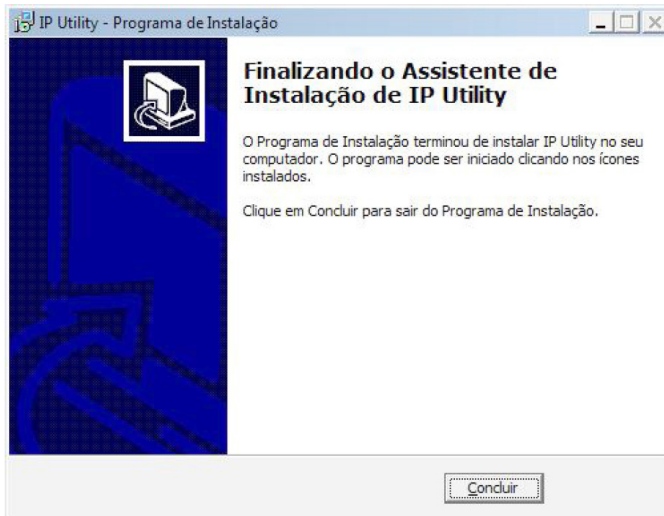 IP Utility - Programa de Instalação
Finalizando o Assistente de
Instalação de IP Utility
O Programa de Instalação terminou de instalar IP Utility no seu
computador. O programa pode ser iniciado clicando nos ícones
instalados.
Clique em Concluir para sair do Programa de Instalação.
Concluir